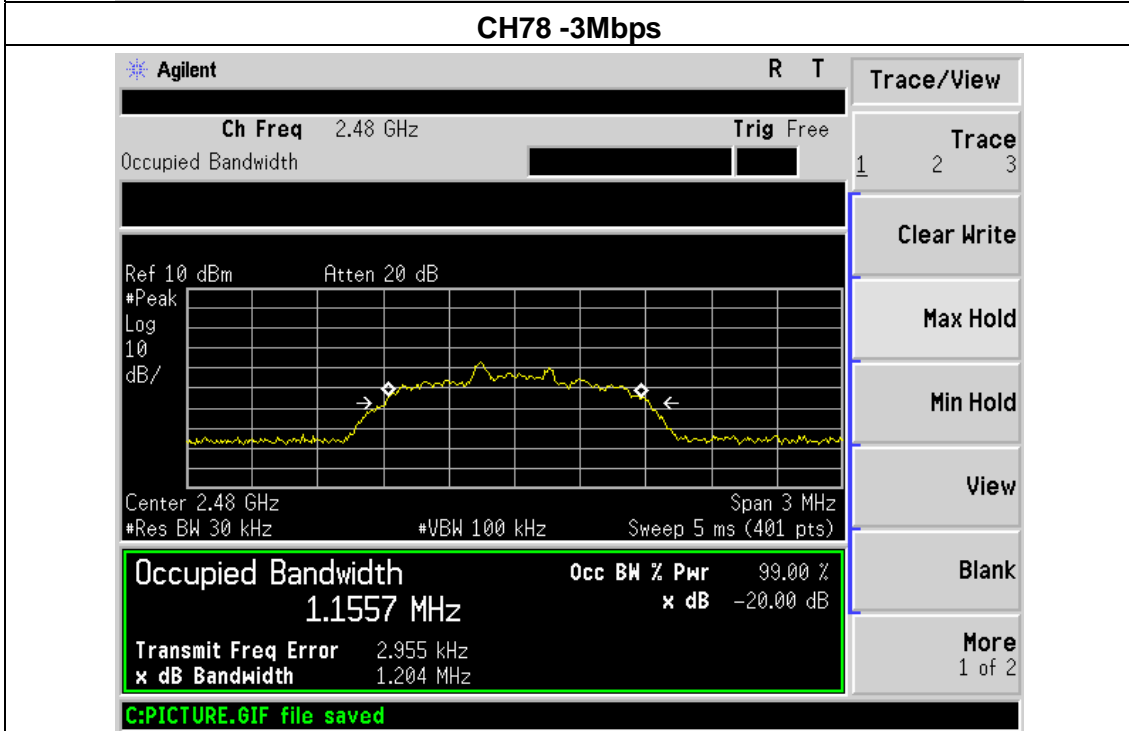 CH78 -3Mbps
Agilent R T Trace/View
Ch Freq 2.48 GHz Trig Free
Occupied Bandwidth
Trace
1 2 3
Clear Write
Ref 10 dBm Atten 20 dB
#Peak
Log
10
dB/
Max Hold
Min Hold
View
Center 2.48 GHz Span 3 MHz
#Res BW 30 kHz #VBW 100 kHz Sweep 5 ms (401 pts)
Occupied Bandwidth Occ BW % Pwr 99.00 %
1.1557 MHz x dB -20.00 dB
Blank
Transmit Freq Error 2.955 kHz
x dB Bandwidth 1.204 MHz
More
1 of 2
C:PICTURE.GIF file saved